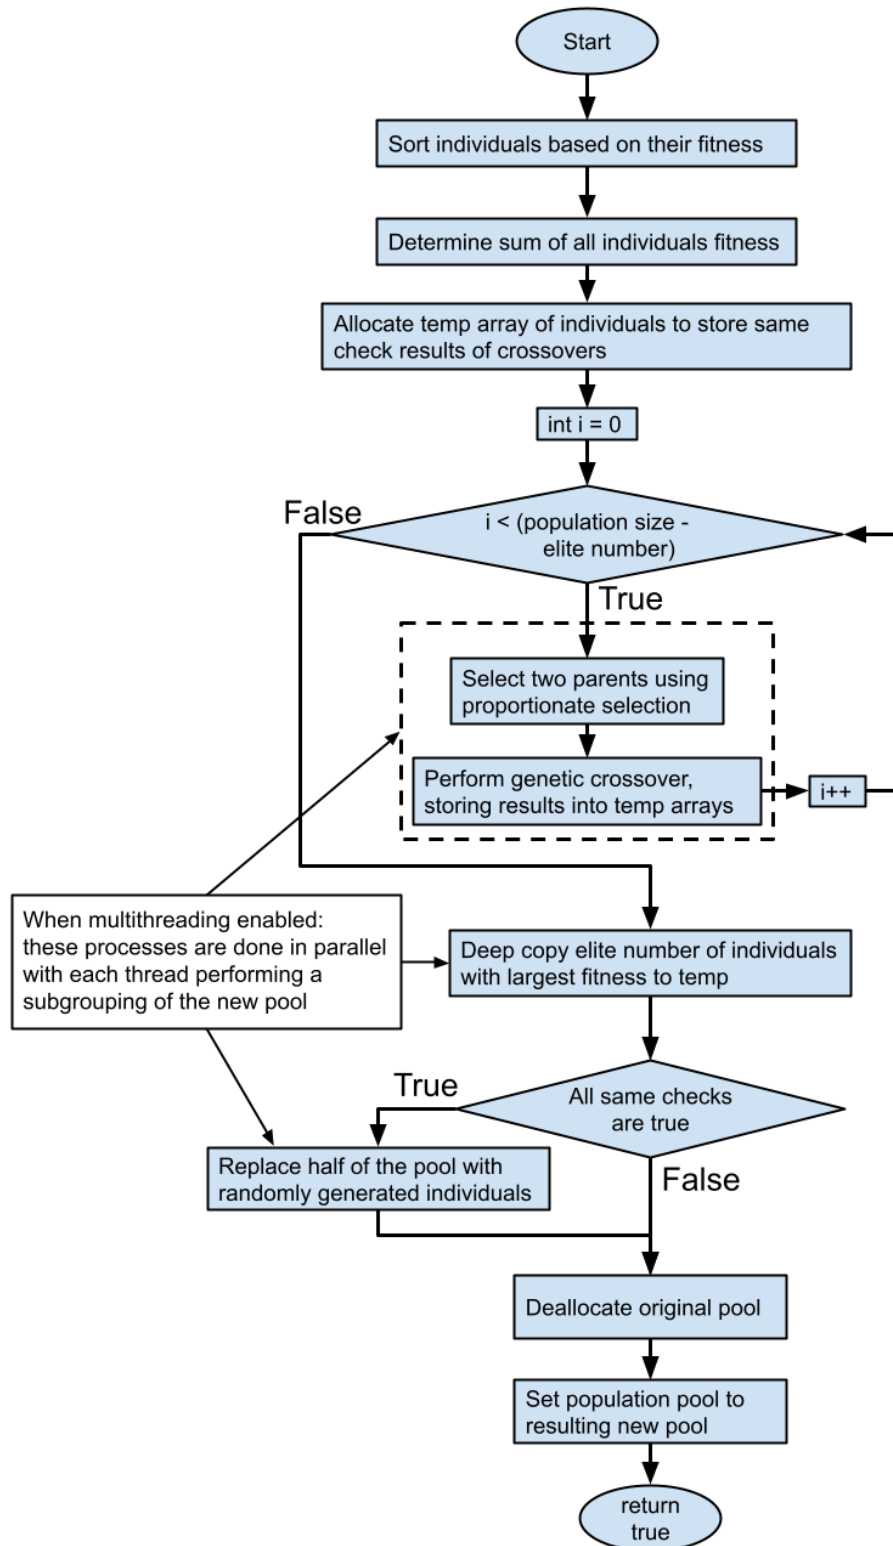 Start
Sort individuals based on their fitness
Determine sum of all individuals fitness
Allocate temp array of individuals to store same
check results of crossovers
int i = 0
False
i < (population size -
elite number)
True
Select two parents using
proportionate selection
Perform genetic crossover,
storing results into temp arrays
i++
When multithreading enabled:
these processes are done in parallel
with each thread performing a
subgrouping of the new pool
Deep copy elite number of individuals
with largest fitness to temp
True
All same checks
are true
Replace half of the pool with
randomly generated individuals
False
Deallocate original pool
Set population pool to
resulting new pool
return
true